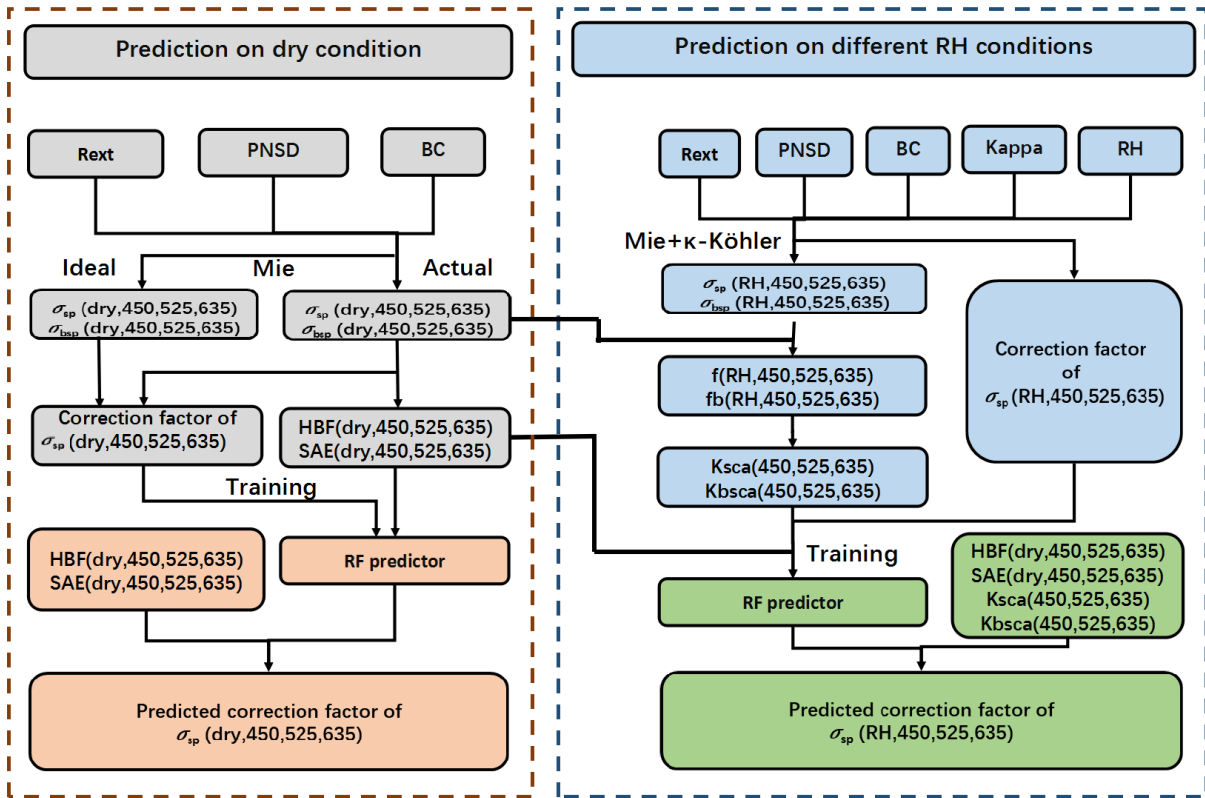 Prediction on dry condition
Rext
PNSD
BC
Ideal
Mie
Actual
σsp (dry,450,525,635)
σbsp (dry,450,525,635)
σsp (dry,450,525,635)
σbsp (dry,450,525,635)
Correction factor of
σsp (dry,450,525,635)
HBF(dry,450,525,635)
SAE(dry,450,525,635)
Training
HBF(dry,450,525,635)
SAE(dry,450,525,635)
RF predictor
Predicted correction factor of
σsp (dry,450,525,635)
Prediction on different RH conditions
Rext
PNSD
BC
Kappa
RH
Mie+κ-Köhler
σsp (RH,450,525,635)
σbsp (RH,450,525,635)
Correction factor
of
σsp (RH,450,525,635)
f(RH,450,525,635)
fb(RH,450,525,635)
Ksca(450,525,635)
Kbsca(450,525,635)
Training
RF predictor
HBF(dry,450,525,635)
SAE(dry,450,525,635)
Ksca(450,525,635)
Kbsca(450,525,635)
Predicted correction factor of
σsp (RH,450,525,635)